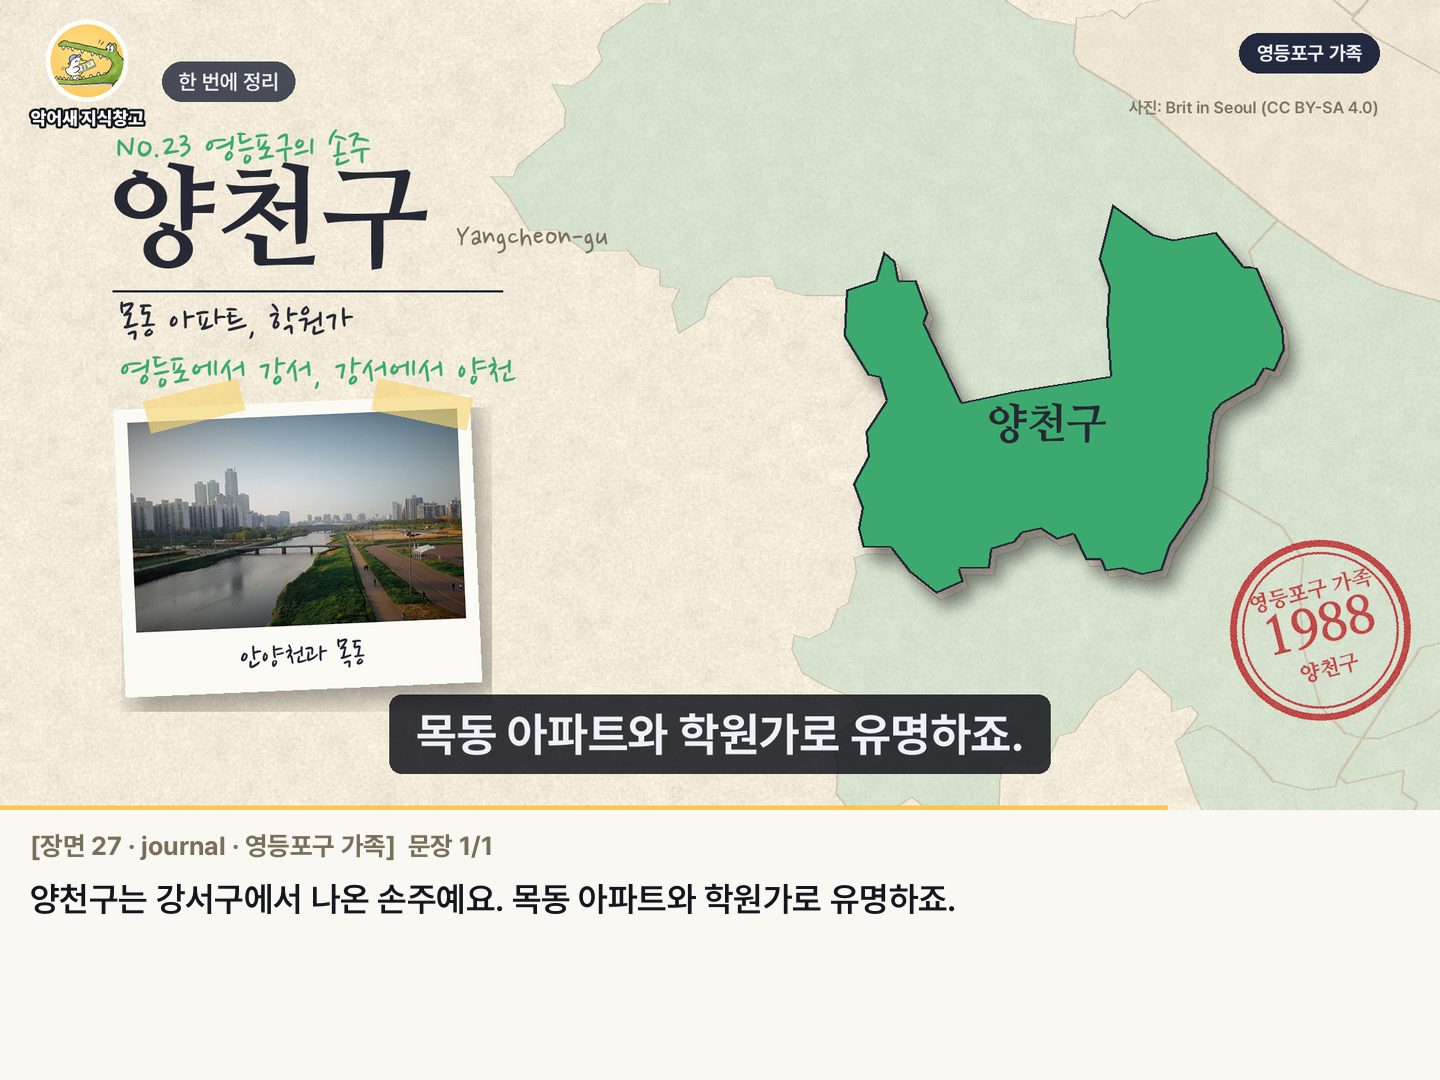 악어새 지식창고
한 번에 정리
영등포구 가족
사진: Brit in Seoul (CC BY-SA 4.0)
NO.23 영등포구의 손주
양천구
Yangcheon-gu
목동 아파트, 학원가
영등포에서 강서, 강서에서 양천
안양천과 목동
양천구
영등포구 가족
1988
양천구
목동 아파트와 학원가로 유명하죠.
[장면 27 · journal · 영등포구 가족] 문장 1/1
양천구는 강서구에서 나온 손주예요. 목동 아파트와 학원가로 유명하죠.